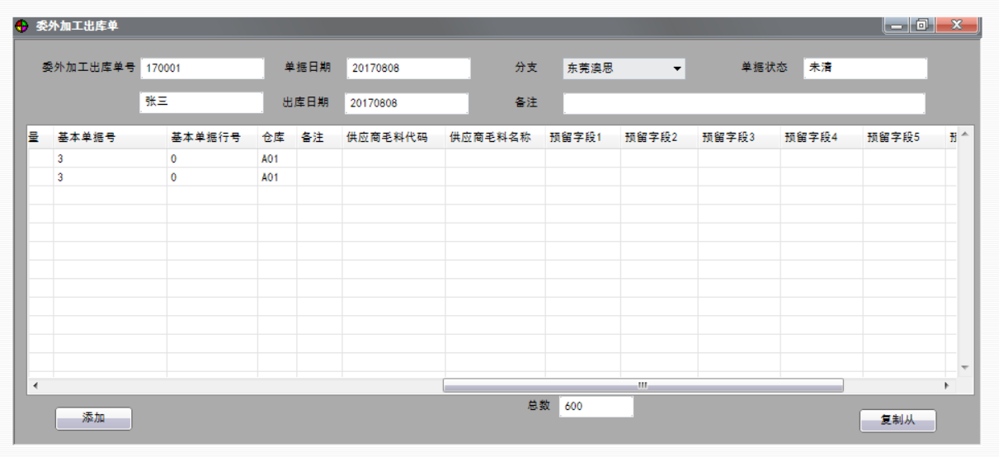 委外加工出库单
委外加工出库单号 170001 单据日期 20170808 分支 东莞澳思 单据状态 未清
张三 出库日期 20170808 备注
量 基本单据号 基本单据行号 仓库 备注 供应商毛料代码 供应商毛料名称 预留字段1 预留字段2 预留字段3 预留字段4 预留字段5
3 0 A01
3 0 A01
总数 600
添加 复制从